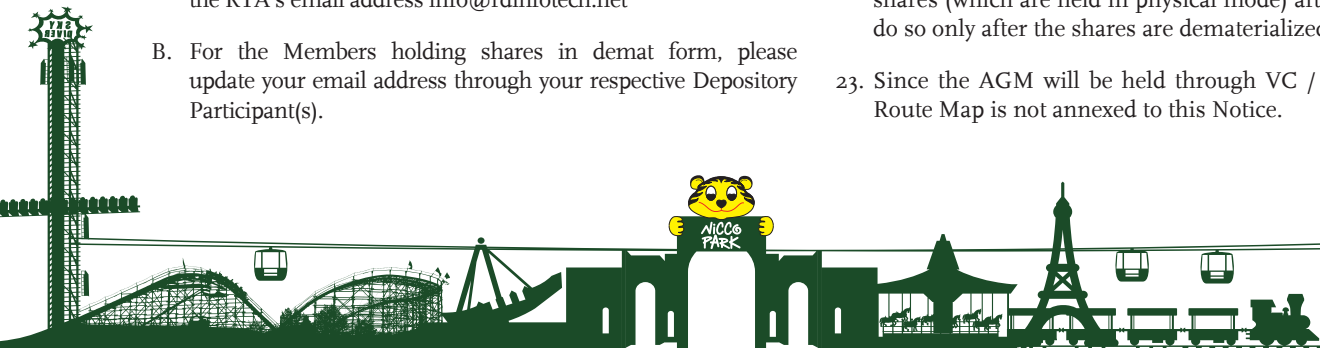 the RTA's email address info@rdinfotech.net
B. For the Members holding shares in demat form, please
update your email address through your respective Depository
Participant(s).
shares (which are held in physical mode)
do so only after the shares are dematerialized
23. Since the AGM will be held through VC /
Route Map is not annexed to this Notice.
SKY
DIVER
NiCCO
PARK